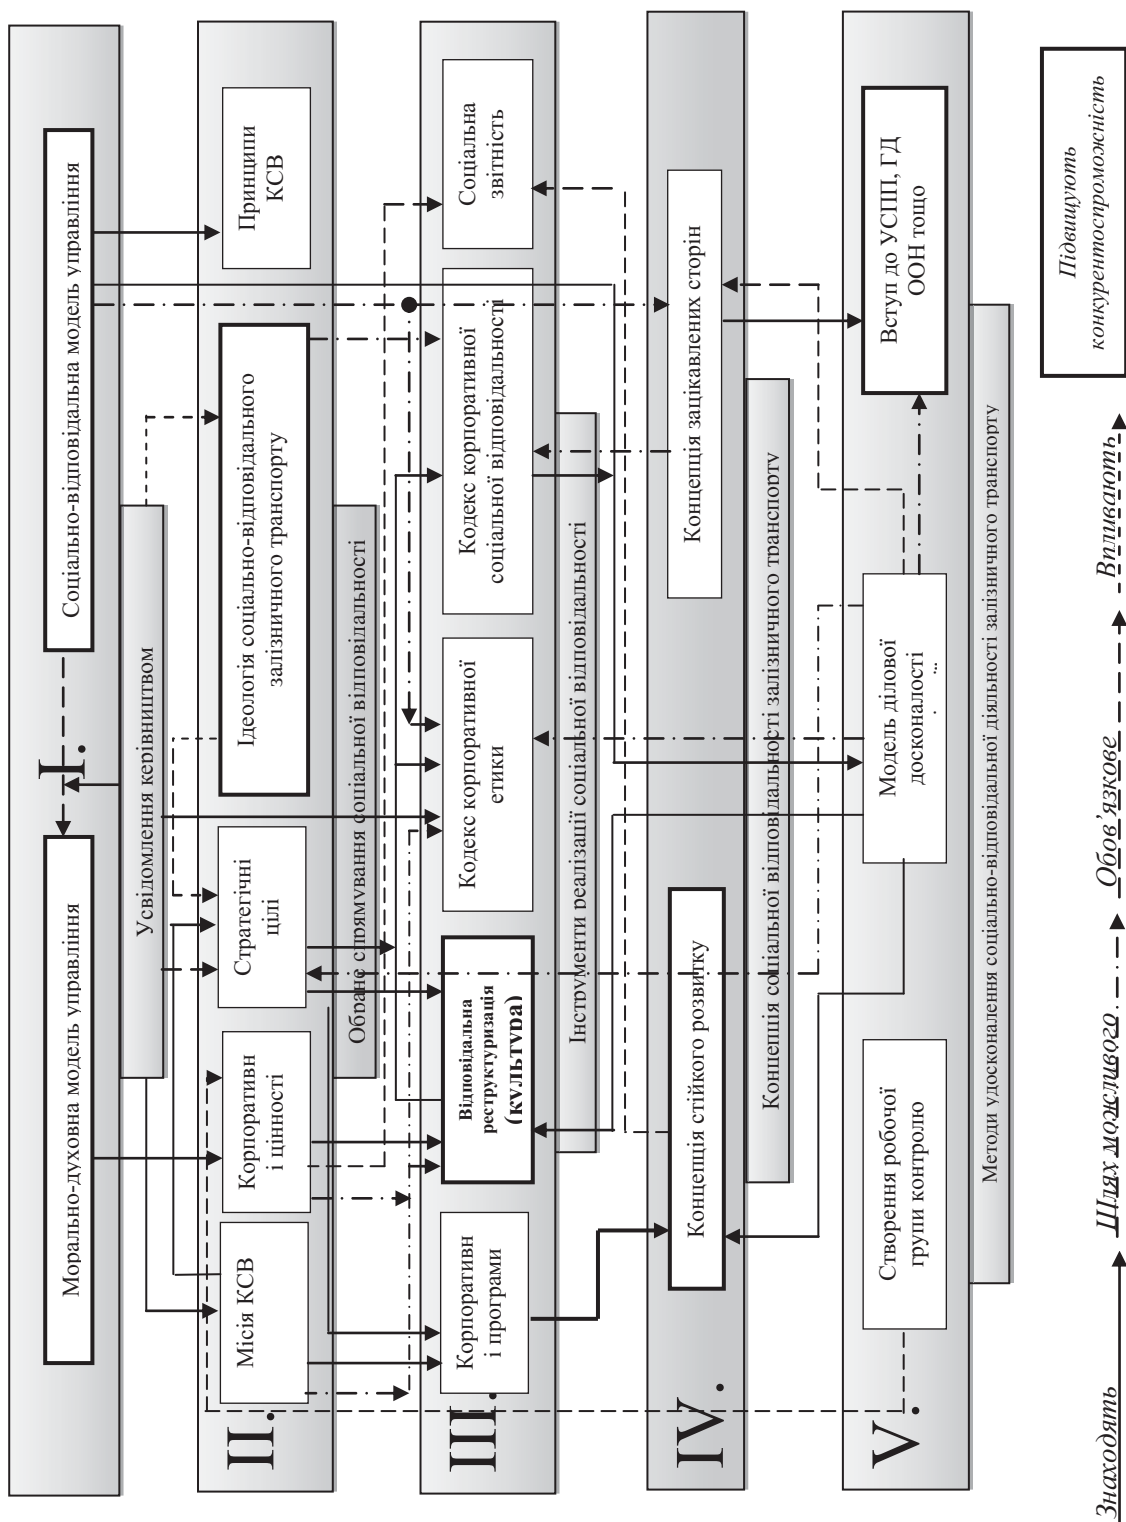 I.
Морально-духовна модель управління
Соціально-відповідальна модель управління
Усвідомлення керівництвом
II.
Місія КСВ
Корпоративн
і цінності
Стратегічні
цілі
Ідеологія соціально-відповідального
залізничного транспорту
Принципи
КСВ
Обране спрямування соціальної відповідальності
III.
Корпоративн
і програми
Відповідальна
реструктуризація
(культура)
Кодекс корпоративної
етики
Кодекс корпоративної
соціальної відповідальності
Соціальна
звітність
Інструменти реалізації соціальної відповідальності
IV.
Концепція стійкого розвитку
Концепція зацікавлених сторін
Концепція соціальної відповідальності залізничного транспорту
V.
Створення робочої
групи контролю
Модель ділової
досконалості
Вступ до УСПП, ГД
ООН тощо
Методи удосконалення соціально-відповідальної діяльності залізничного транспорту
Знаходять
Шлях можливого
Обов’язкове
Впливають
Підвищують
конкурентоспроможність